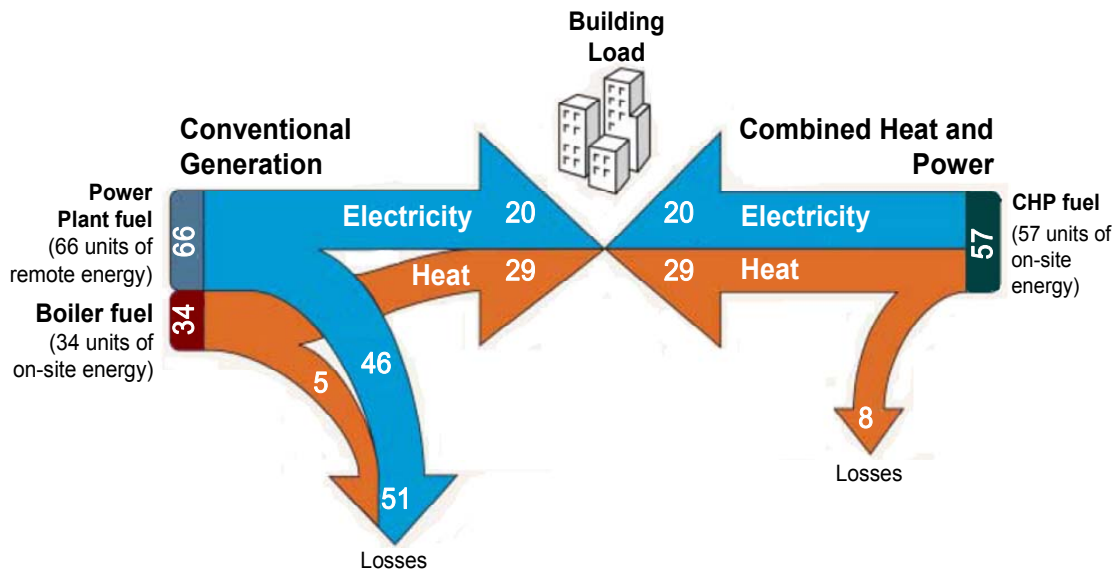 Building
Load
Conventional
Generation
Combined Heat and
Power
Power
Plant fuel
(66 units of
remote energy)
66
Electricity
20
20
Electricity
57
CHP fuel
(57 units of
on-site
energy)
Heat
29
29
Heat
Boiler fuel
(34 units of
on-site energy)
34
46
5
51
Losses
8
Losses